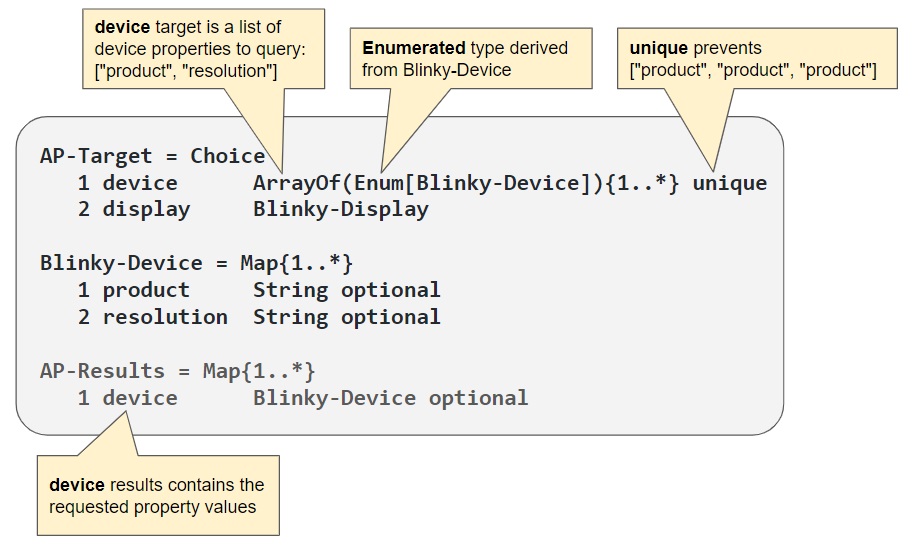 device target is a list of
device properties to query:
["product", "resolution"]
Enumerated type derived
from Blinky-Device
unique prevents
["product", "product", "product"]
AP-Target = Choice
1 device ArrayOf(Enum[Blinky-Device]){1..*} unique
2 display Blinky-Display
Blinky-Device = Map{1..*}
1 product String optional
2 resolution String optional
AP-Results = Map{1..*}
1 device Blinky-Device optional
device results contains the
requested property values